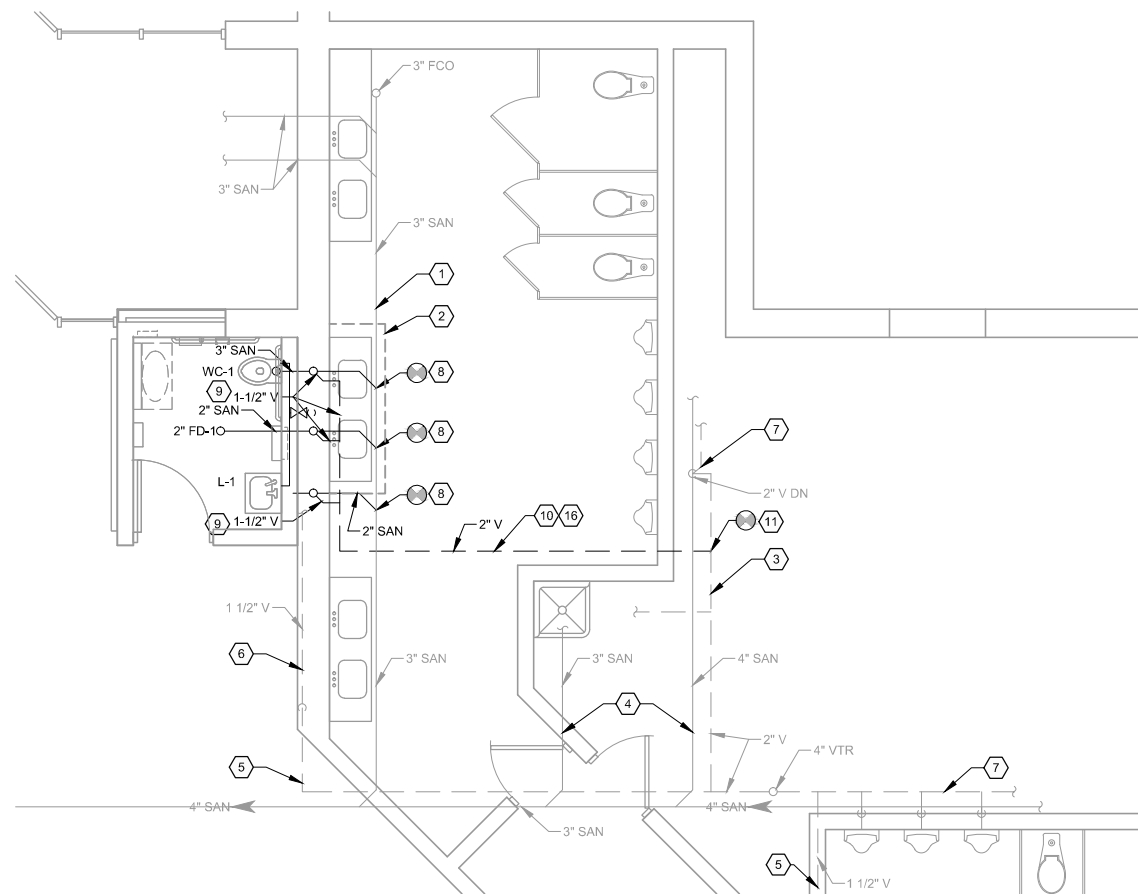 3" FCO
3" SAN
3" SAN
1
2
3" SAN
WC-1
8
9
1-1/2" V
2" SAN
2" FD-1
8
7
L-1
8
2" V DN
9
1-1/2" V
2" SAN
2" V
10
16
11
3
1 1/2" V
6
3" SAN
3" SAN
4" SAN
4
2" V
4" VTR
5
7
4" SAN
4" SAN
3" SAN
5
1 1/2" V